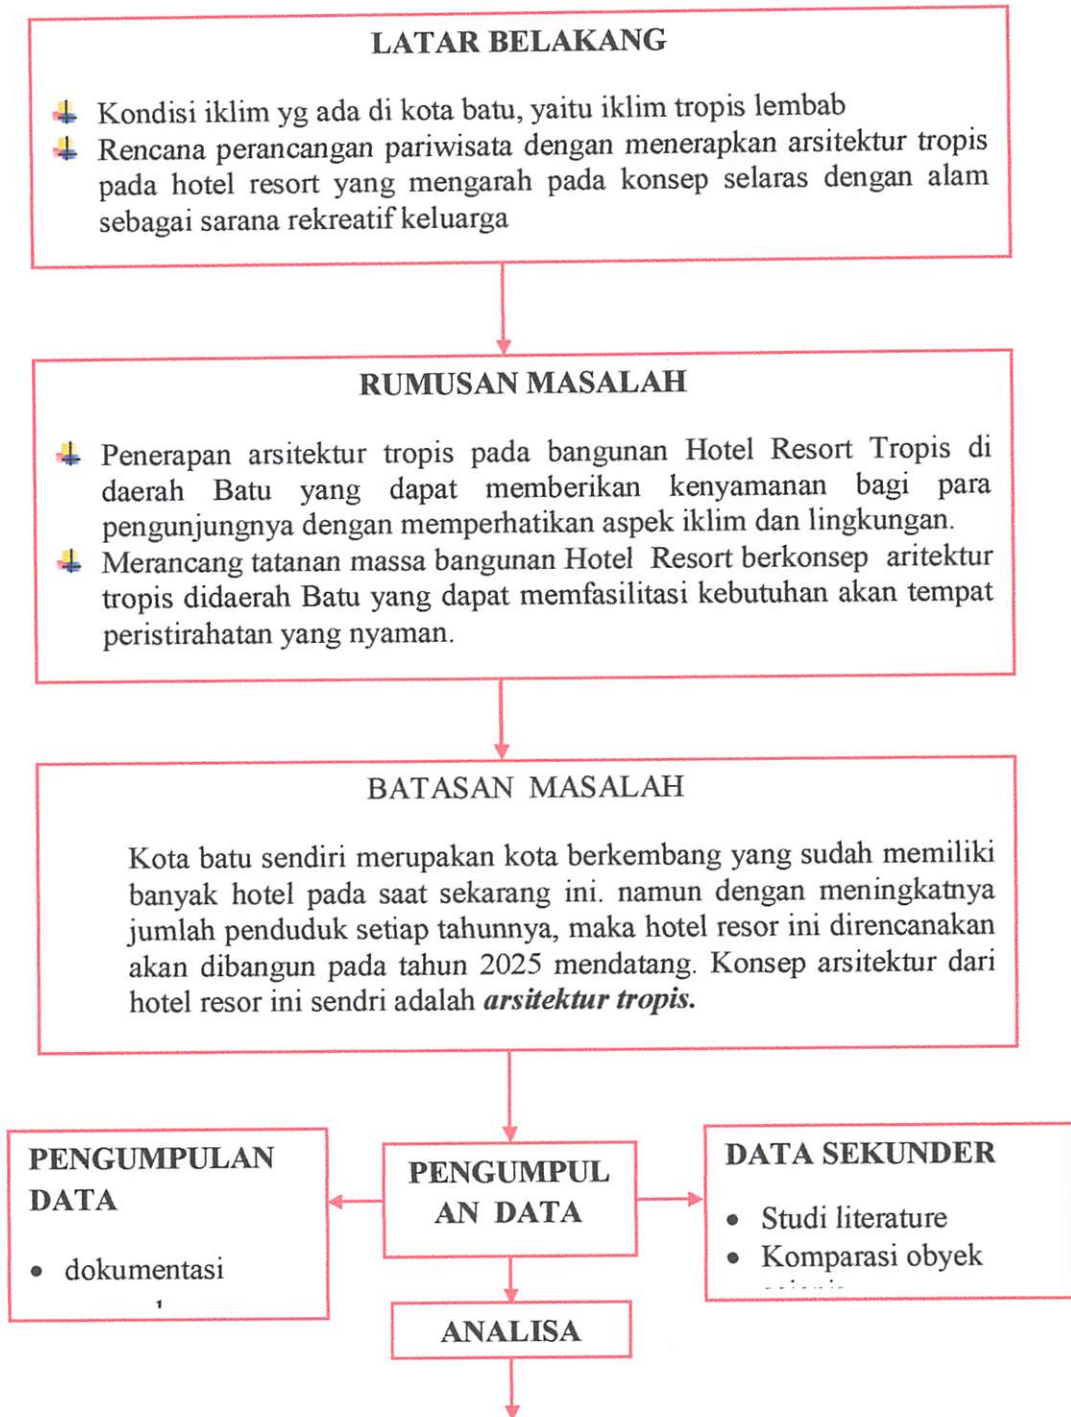 LATAR BELAKANG
Kondisi iklim yg ada di kota batu, yaitu iklim tropis lembab
Rencana perancangan pariwisata dengan menerapkan arsitektur tropis
pada hotel resort yang mengarah pada konsep selaras dengan alam
sebagai sarana rekreatif keluarga
RUMUSAN MASALAH
Penerapan arsitektur tropis pada bangunan Hotel Resort Tropis di
daerah Batu yang dapat memberikan kenyamanan bagi para
pengunjungnya dengan memperhatikan aspek iklim dan lingkungan.
Merancang tatanan massa bangunan Hotel Resort berkonsep aritektur
tropis didaerah Batu yang dapat memfasilitasi kebutuhan akan tempat
peristirahatan yang nyaman.
BATASAN MASALAH
Kota batu sendiri merupakan kota berkembang yang sudah memiliki
banyak hotel pada saat sekarang ini. namun dengan meningkatnya
jumlah penduduk setiap tahunnya, maka hotel resor ini direncanakan
akan dibangun pada tahun 2025 mendatang. Konsep arsitektur dari
hotel resor ini sendri adalah arsitektur tropis.
PENGUMPULAN
DATA
• dokumentasi
PENGUMPUL
AN DATA
DATA SEKUNDER
• Studi literature
• Komparasi obyek
ANALISA